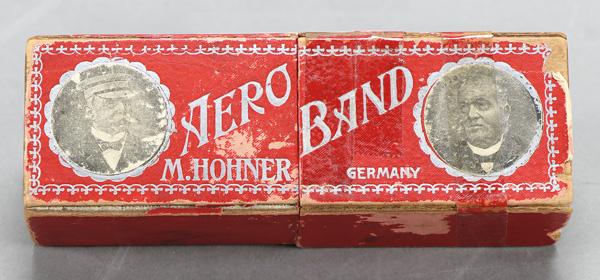 AERO BAND
M. HOHNER GERMANY